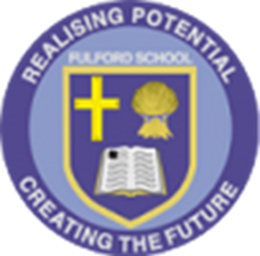 REALISING POTENTIAL
FULFORD SCHOOL
CREATING THE FUTURE